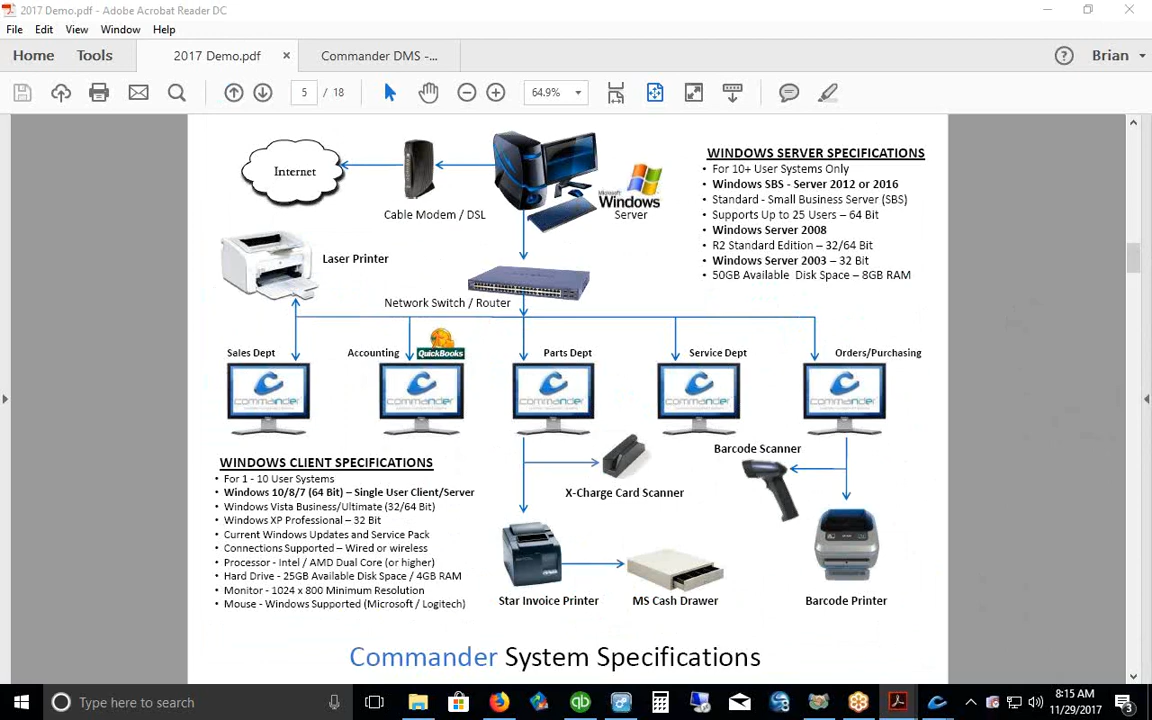 2017 Demo.pdf - Adobe Acrobat Reader DC
File Edit View Window Help
Home Tools 2017 Demo.pdf × Commander DMS -... Brian
5 / 18 64.9%
Internet
Cable Modem / DSL
Microsoft
Windows
Server
WINDOWS SERVER SPECIFICATIONS
• For 10+ User Systems Only
• Windows SBS - Server 2012 or 2016
• Standard - Small Business Server (SBS)
• Supports Up to 25 Users – 64 Bit
• Windows Server 2008
• R2 Standard Edition – 32/64 Bit
• Windows Server 2003 – 32 Bit
• 50GB Available Disk Space – 8GB RAM
Laser Printer
Network Switch / Router
Sales Dept
Accounting
QuickBooks
Parts Dept
Service Dept
Orders/Purchasing
commander
commander
commander
commander
commander
WINDOWS CLIENT SPECIFICATIONS
• For 1 - 10 User Systems
• Windows 10/8/7 (64 Bit) – Single User Client/Server
• Windows Vista Business/Ultimate (32/64 Bit)
• Windows XP Professional – 32 Bit
• Current Windows Updates and Service Pack
• Connections Supported – Wired or wireless
• Processor - Intel / AMD Dual Core (or higher)
• Hard Drive - 25GB Available Disk Space / 4GB RAM
• Monitor - 1024 x 800 Minimum Resolution
• Mouse - Windows Supported (Microsoft / Logitech)
X-Charge Card Scanner
Barcode Scanner
Star Invoice Printer
MS Cash Drawer
Barcode Printer
Commander System Specifications
Type here to search
8:15 AM
11/29/2017
3